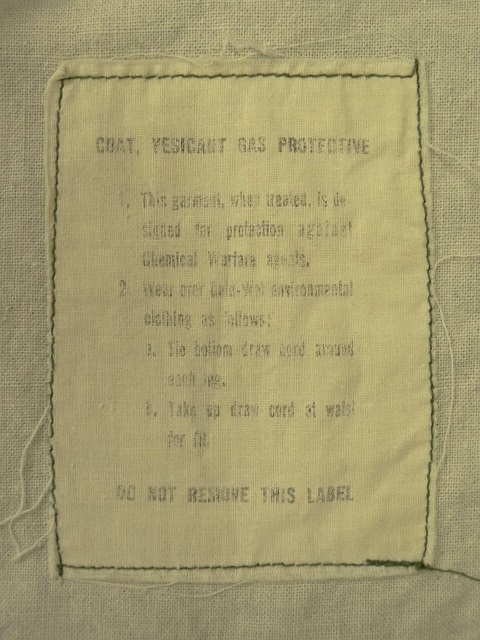 COAT, VESICANT GAS PROTECTIVE
1. This garment, when treated, is de-
signed for protection against
Chemical Warfare agents.
2. Wear over Cold-Wet environmental
clothing as follows:
a. Tie bottom draw cord around
each leg.
b. Take up draw cord at waist
for fit
DO NOT REMOVE THIS LABEL